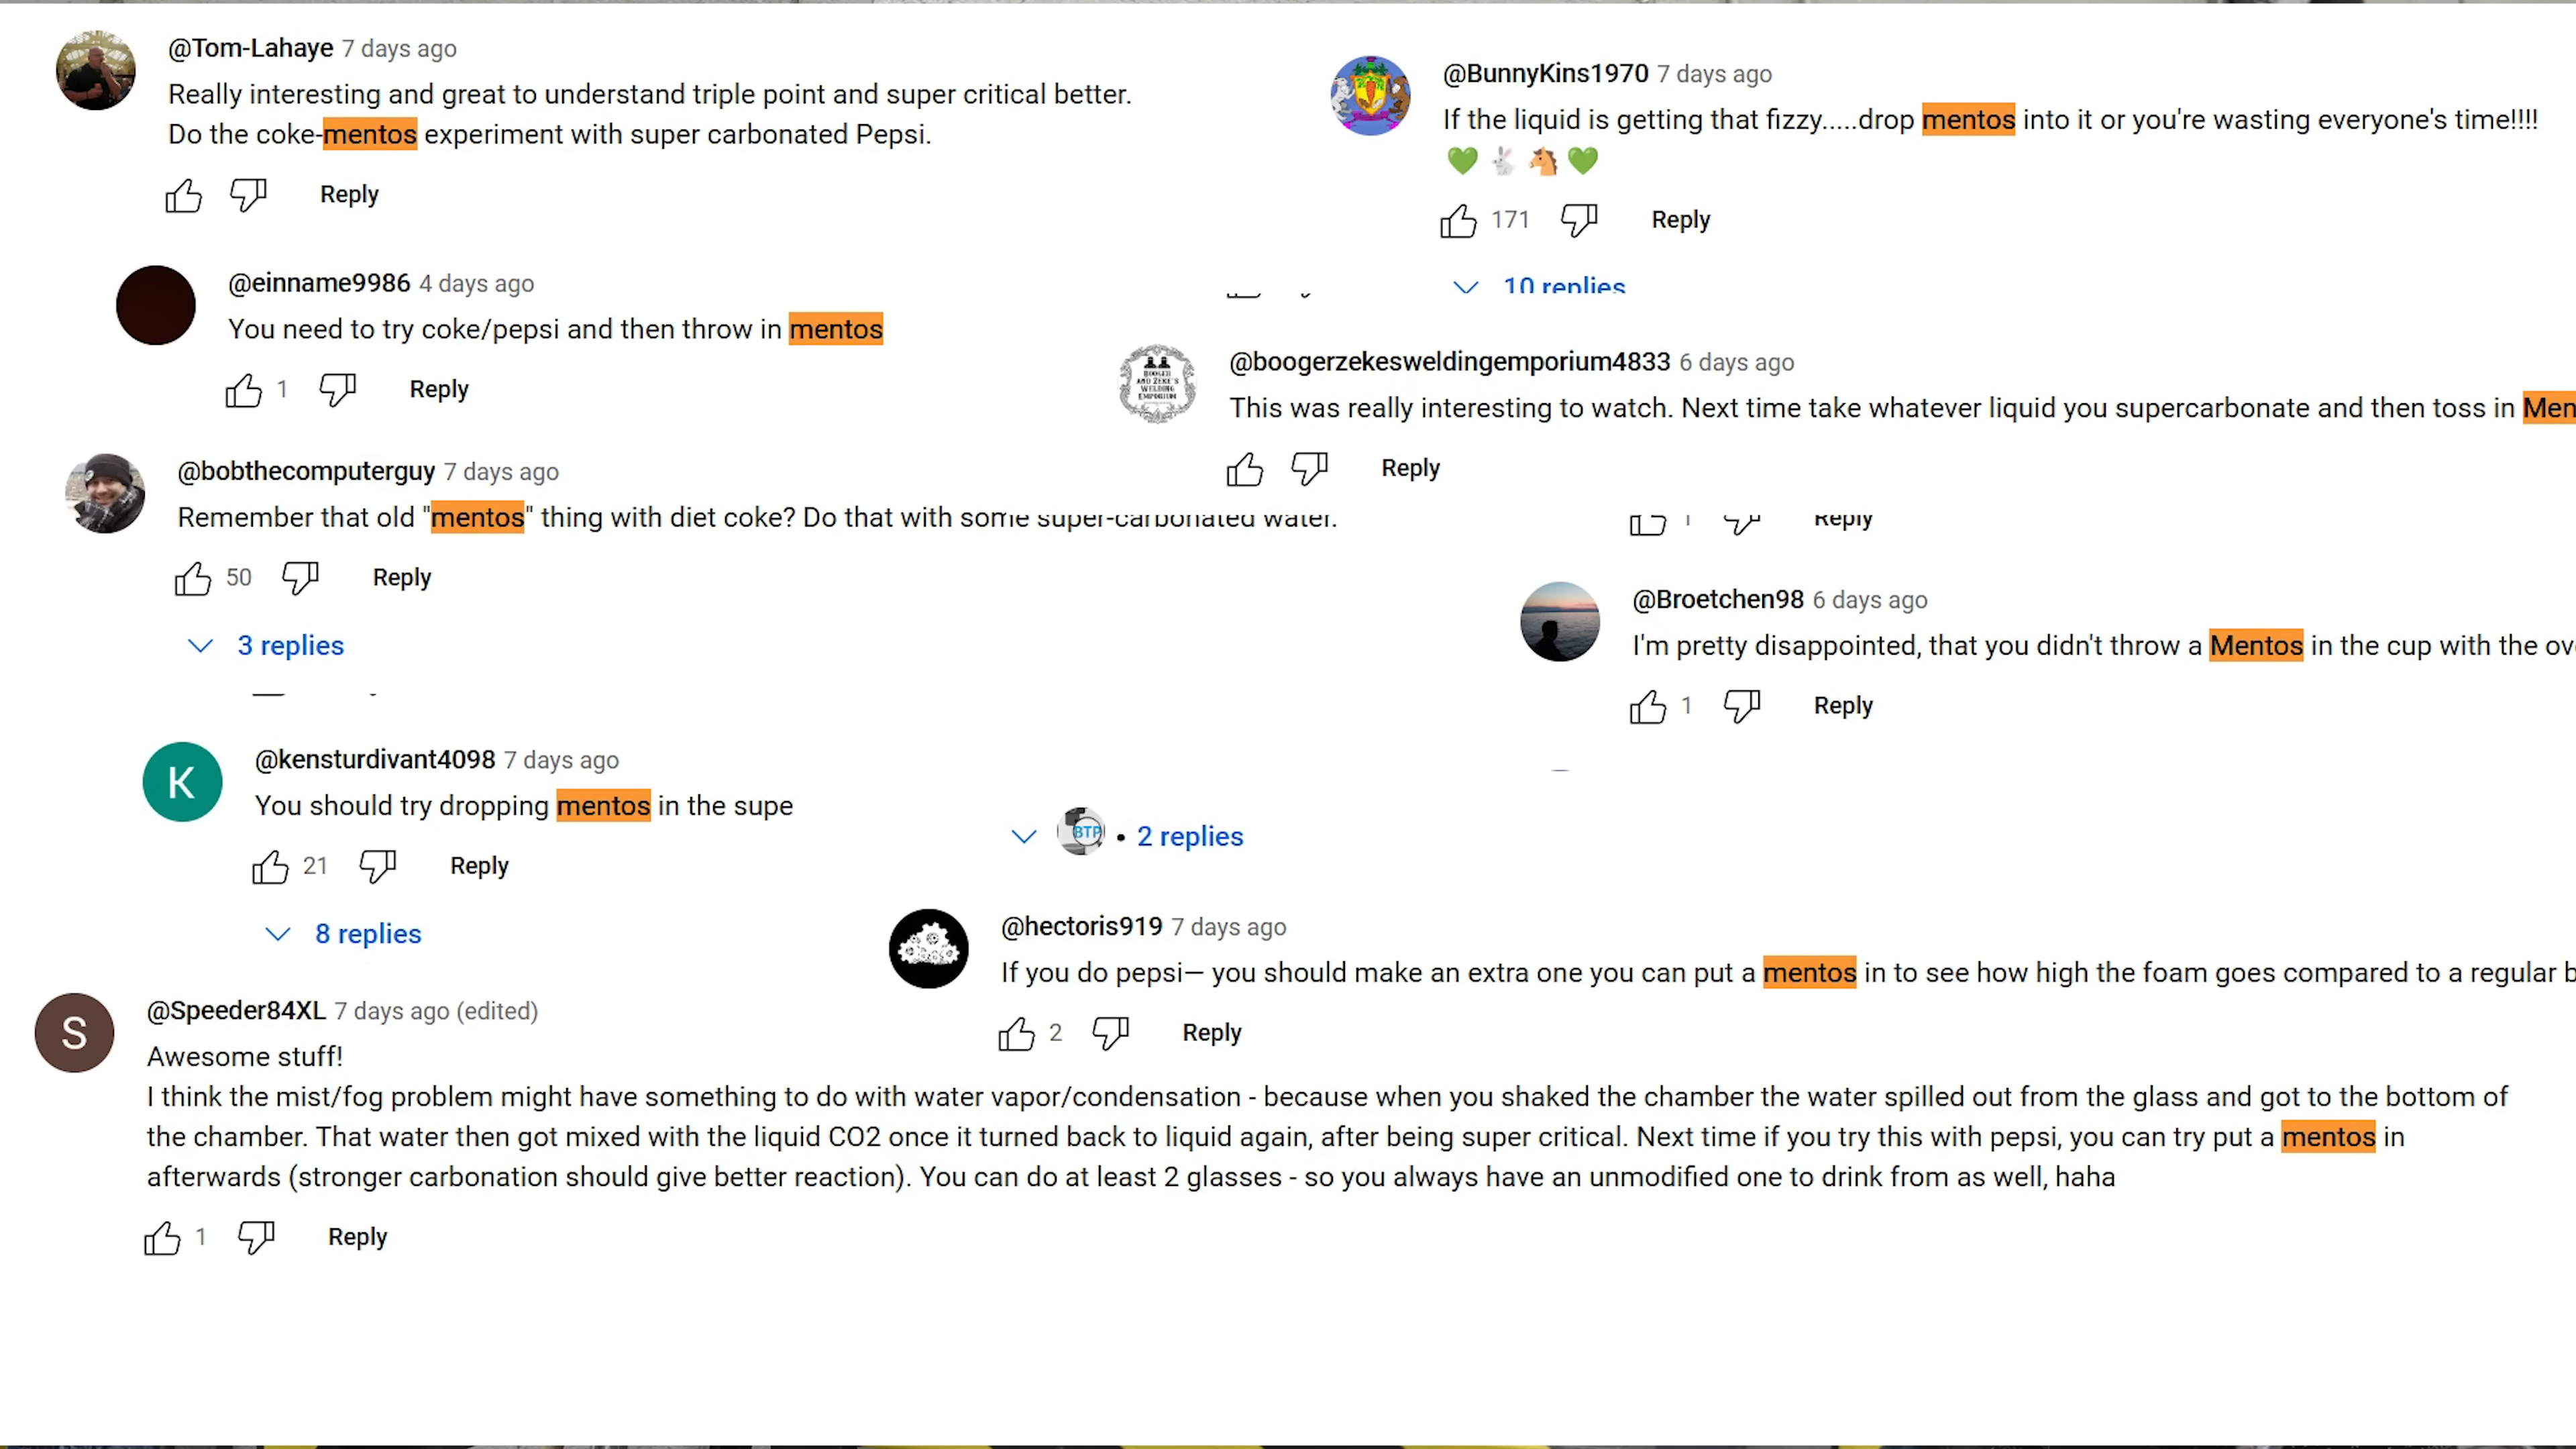 @Tom-Lahaye 7 days ago
Really interesting and great to understand triple point and super critical better.
Do the coke-mentos experiment with super carbonated Pepsi.
Reply
@BunnyKins1970 7 days ago
If the liquid is getting that fizzy.....drop mentos into it or you're wasting everyone's time!!!!
💚 🐇 🐴 💚
171 Reply
10 replies
@einname9986 4 days ago
You need to try coke/pepsi and then throw in mentos
1 Reply
@boogerzekesweldingemporium4833 6 days ago
This was really interesting to watch. Next time take whatever liquid you supercarbonate and then toss in Men
Reply
BOOGER
AND ZEKE'S
WELDING
EMPORIUM
@bobthecomputerguy 7 days ago
Remember that old "mentos" thing with diet coke? Do that with some super-carbonated water.
50 Reply
3 replies
1 Reply
@Broetchen98 6 days ago
I'm pretty disappointed, that you didn't throw a Mentos in the cup with the ov
1 Reply
K
@kensturdivant4098 7 days ago
You should try dropping mentos in the supe
21 Reply
8 replies
BTP • 2 replies
@hectoris919 7 days ago
If you do pepsi— you should make an extra one you can put a mentos in to see how high the foam goes compared to a regular b
2 Reply
S
@Speeder84XL 7 days ago (edited)
Awesome stuff!
I think the mist/fog problem might have something to do with water vapor/condensation - because when you shaked the chamber the water spilled out from the glass and got to the bottom of
the chamber. That water then got mixed with the liquid CO2 once it turned back to liquid again, after being super critical. Next time if you try this with pepsi, you can try put a mentos in
afterwards (stronger carbonation should give better reaction). You can do at least 2 glasses - so you always have an unmodified one to drink from as well, haha
1 Reply